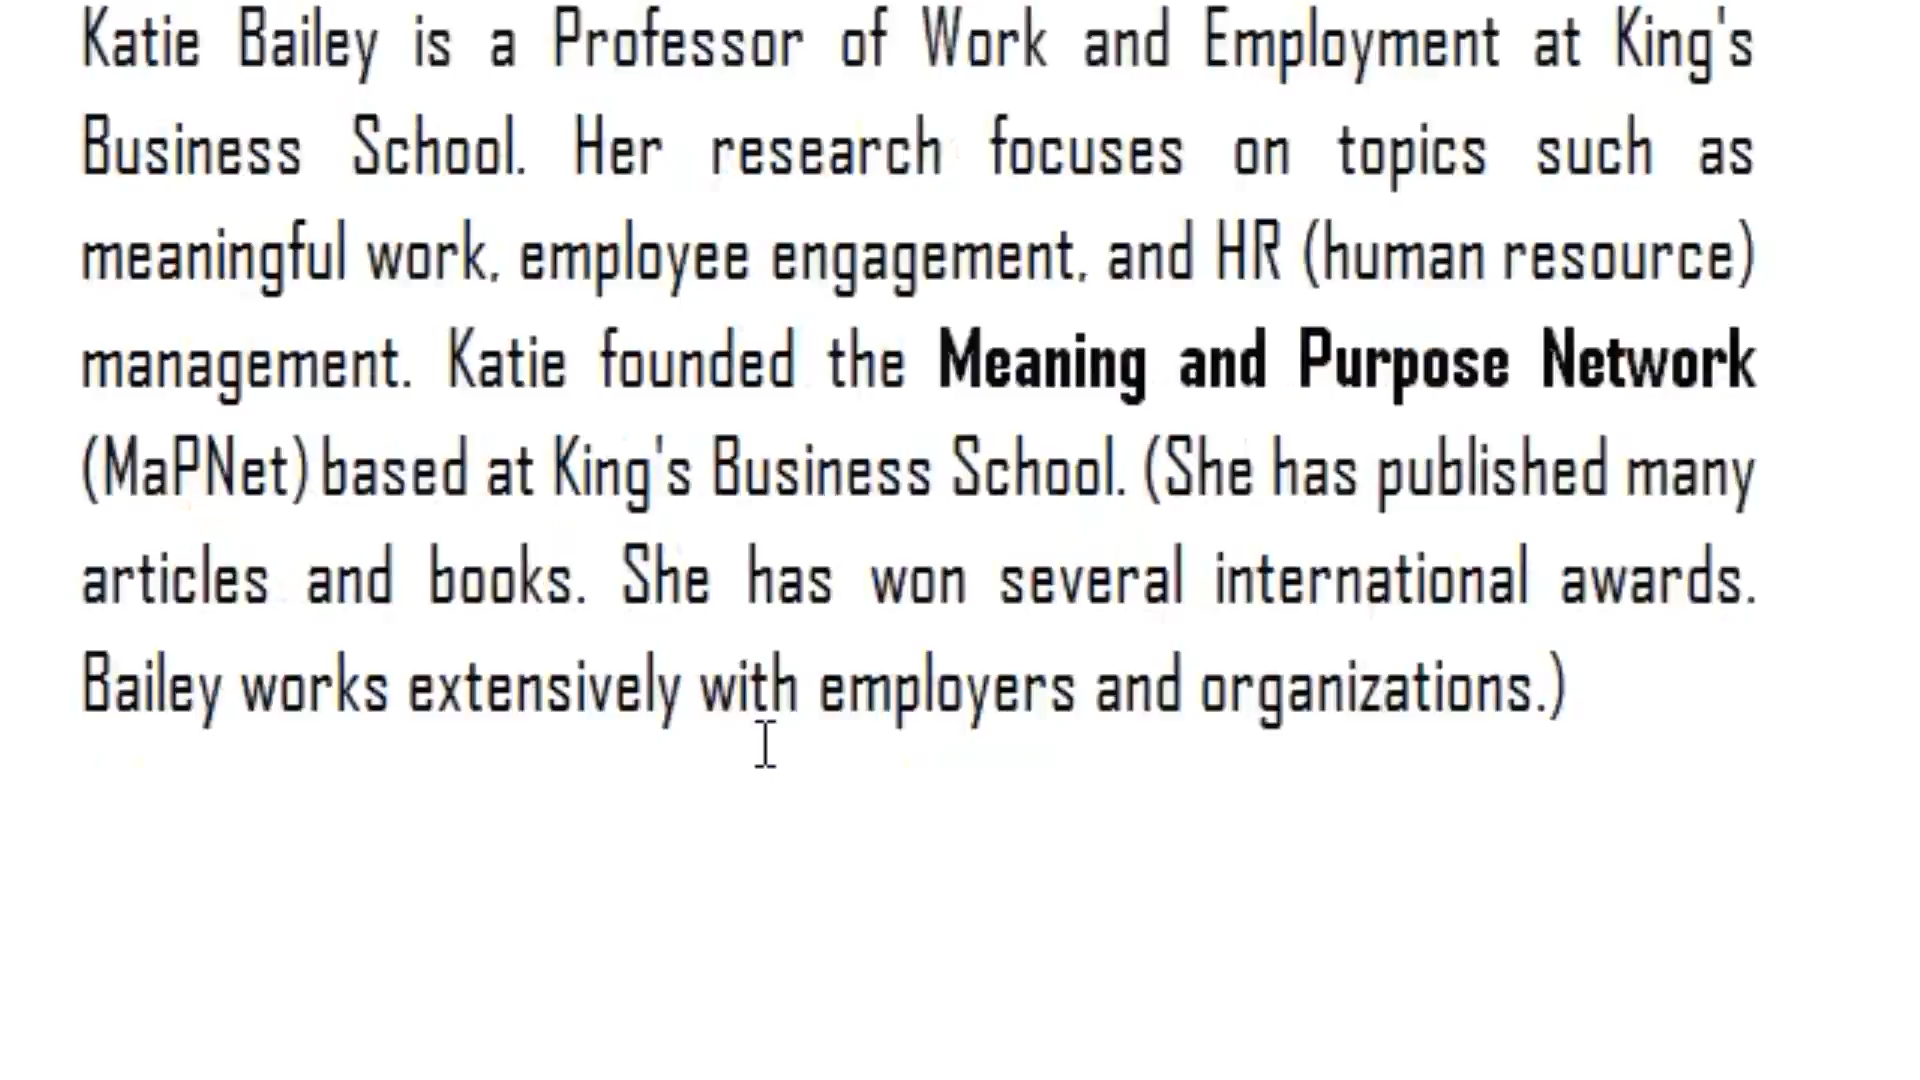 Katie Bailey is a Professor of Work and Employment at King's
Business School. Her research focuses on topics such as
meaningful work, employee engagement, and HR (human resource)
management. Katie founded the Meaning and Purpose Network
(MaPNet) based at King's Business School. (She has published many
articles and books. She has won several international awards.
Bailey works extensively with employers and organizations.)